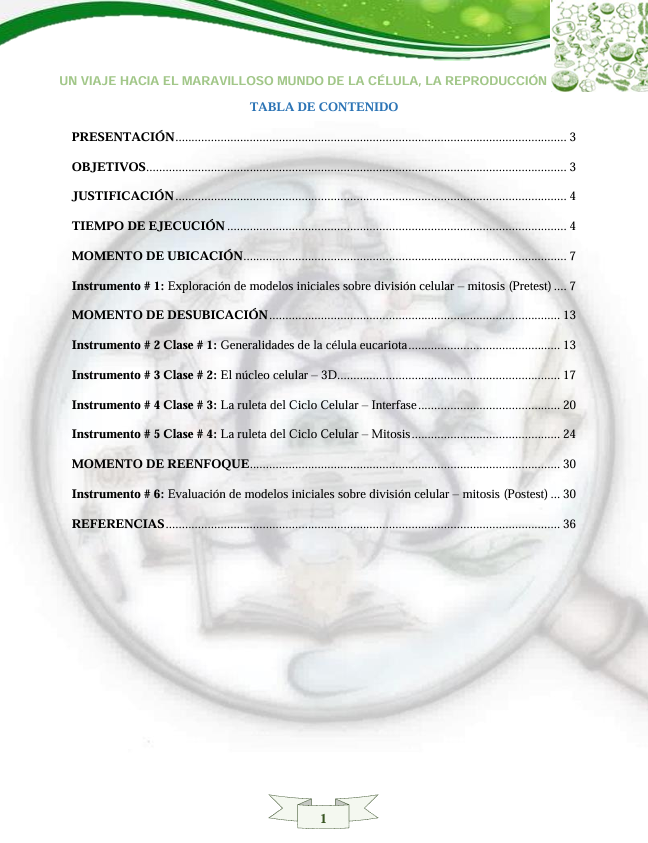 UN VIAJE HACIA EL MARAVILLOSO MUNDO DE LA CÉLULA, LA REPRODUCCIÓN
TABLA DE CONTENIDO
PRESENTACIÓN........................................................................................................................ 3
OBJETIVOS................................................................................................................................. 3
JUSTIFICACIÓN........................................................................................................................ 4
TIEMPO DE EJECUCIÓN........................................................................................................ 4
MOMENTO DE UBICACIÓN................................................................................................... 7
Instrumento # 1: Exploración de modelos iniciales sobre división celular – mitosis (Pretest) .... 7
MOMENTO DE DESUBICACIÓN.......................................................................................... 13
Instrumento # 2 Clase # 1: Generalidades de la célula eucariota............................................... 13
Instrumento # 3 Clase # 2: El núcleo celular – 3D..................................................................... 17
Instrumento # 4 Clase # 3: La ruleta del Ciclo Celular – Interfase............................................ 20
Instrumento # 5 Clase # 4: La ruleta del Ciclo Celular – Mitosis.............................................. 24
MOMENTO DE REENFOQUE................................................................................................ 30
Instrumento # 6: Evaluación de modelos iniciales sobre división celular – mitosis (Postest) ... 30
REFERENCIAS.......................................................................................................................... 36
1